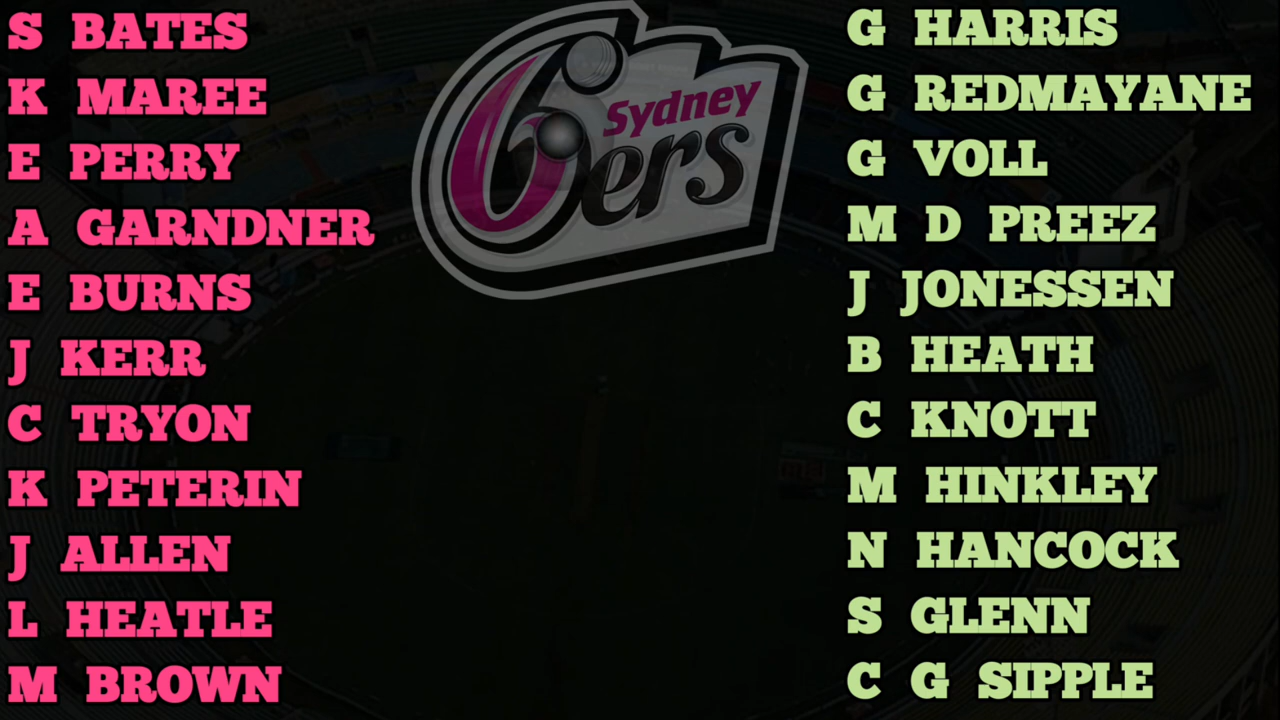 S BATES
K MAREE
E PERRY
A GARNDNER
E BURNS
J KERR
C TRYON
K PETERIN
J ALLEN
L HEATLE
M BROWN
Sydney
6ers
G HARRIS
G REDMAYANE
G VOLL
M D PREEZ
J JONESSEN
B HEATH
C KNOTT
M HINKLEY
N HANCOCK
S GLENN
C G SIPPLE